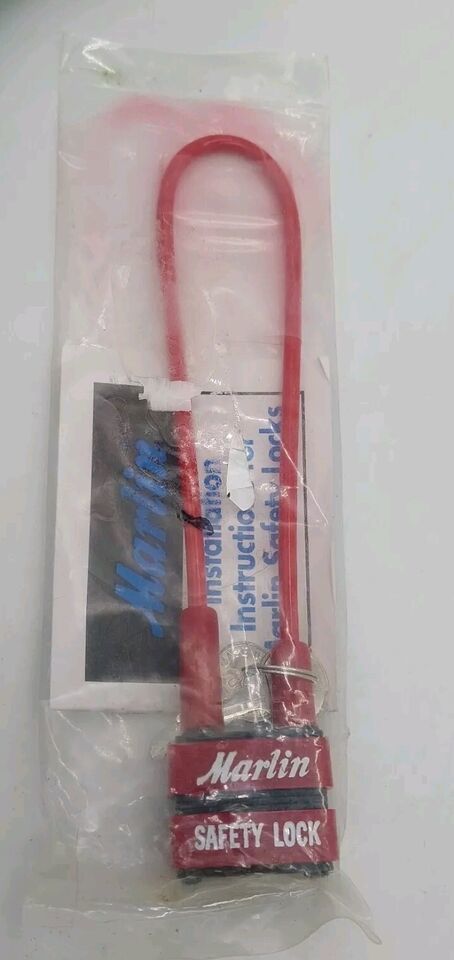 Marlin
Installation
Instructions for
Marlin Safety Locks
Marlin
SAFETY LOCK